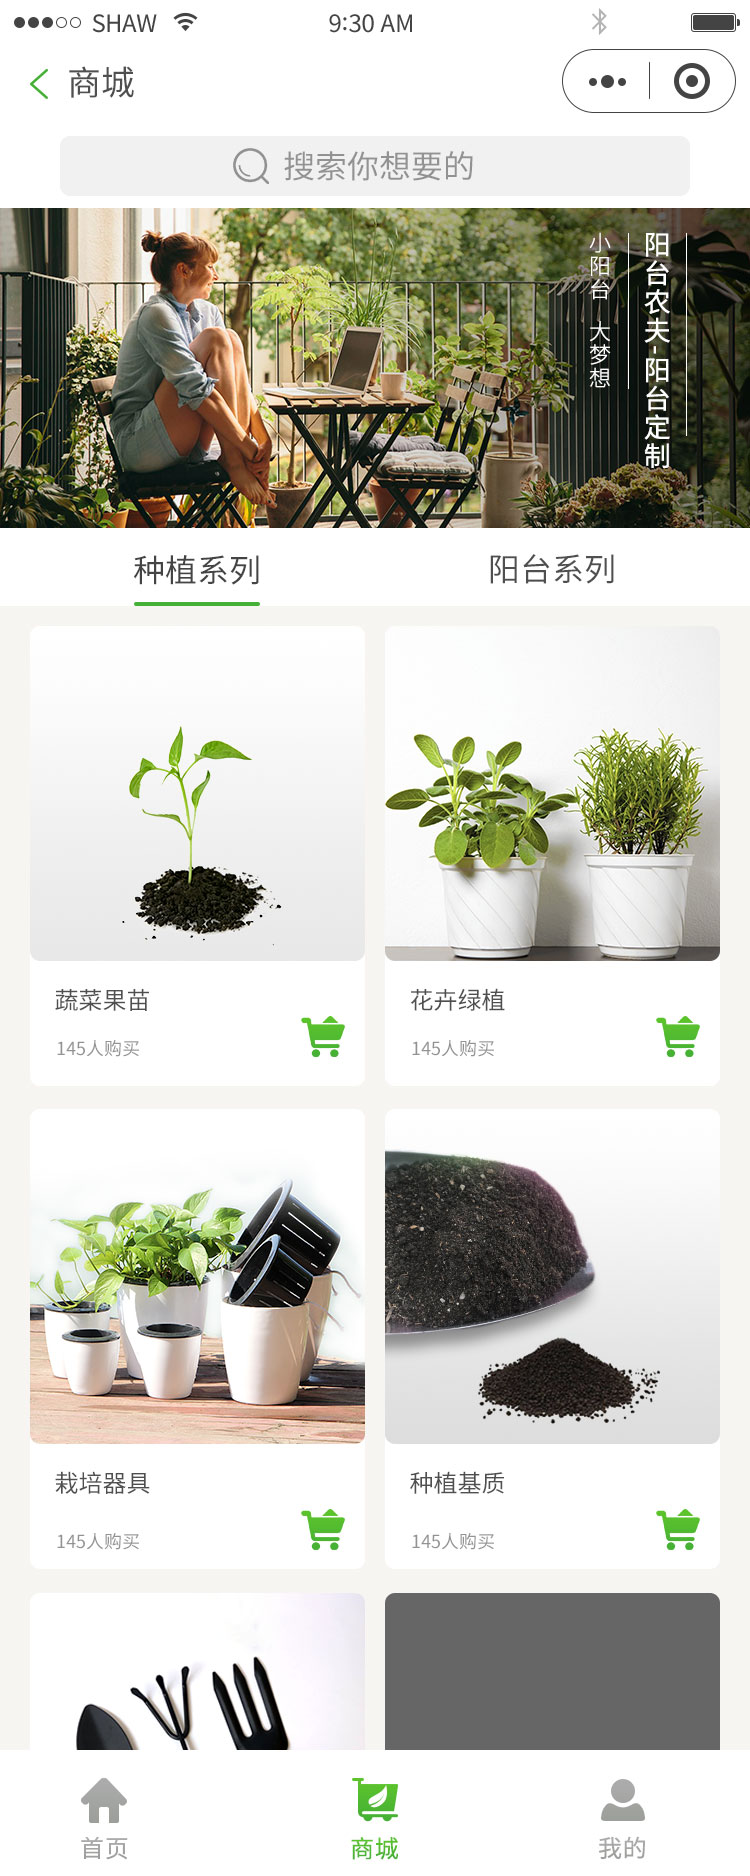 SHAW
9:30 AM
商城
搜索你想要的
阳台农夫-阳台定制
小阳台 大梦想
种植系列
阳台系列
蔬菜果苗
145人购买
花卉绿植
145人购买
栽培器具
145人购买
种植基质
145人购买
首页
商城
我的